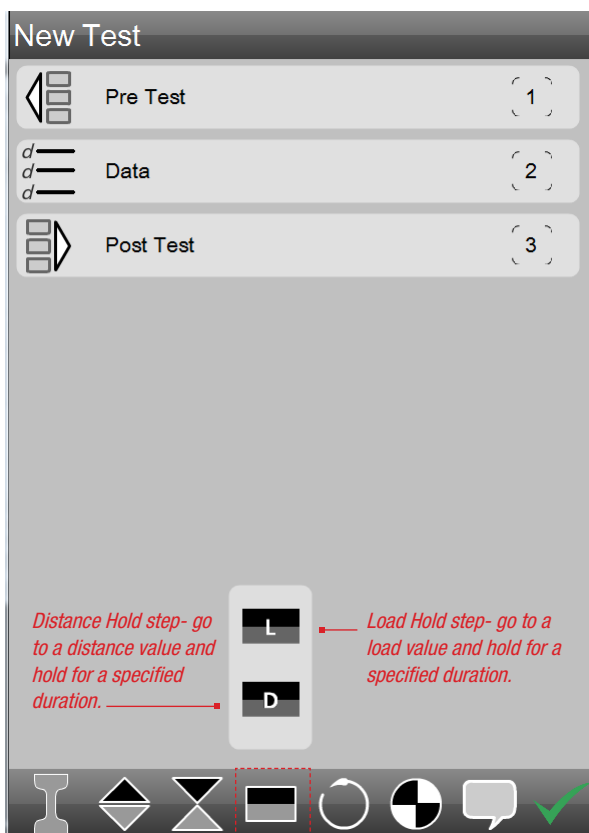 New Test
Pre Test
1
d
d
d
Data
2
Post Test
3
Distance Hold step- go
to a distance value and
hold for a specified
duration.
L
D
Load Hold step- go to a
load value and hold for a
specified duration.